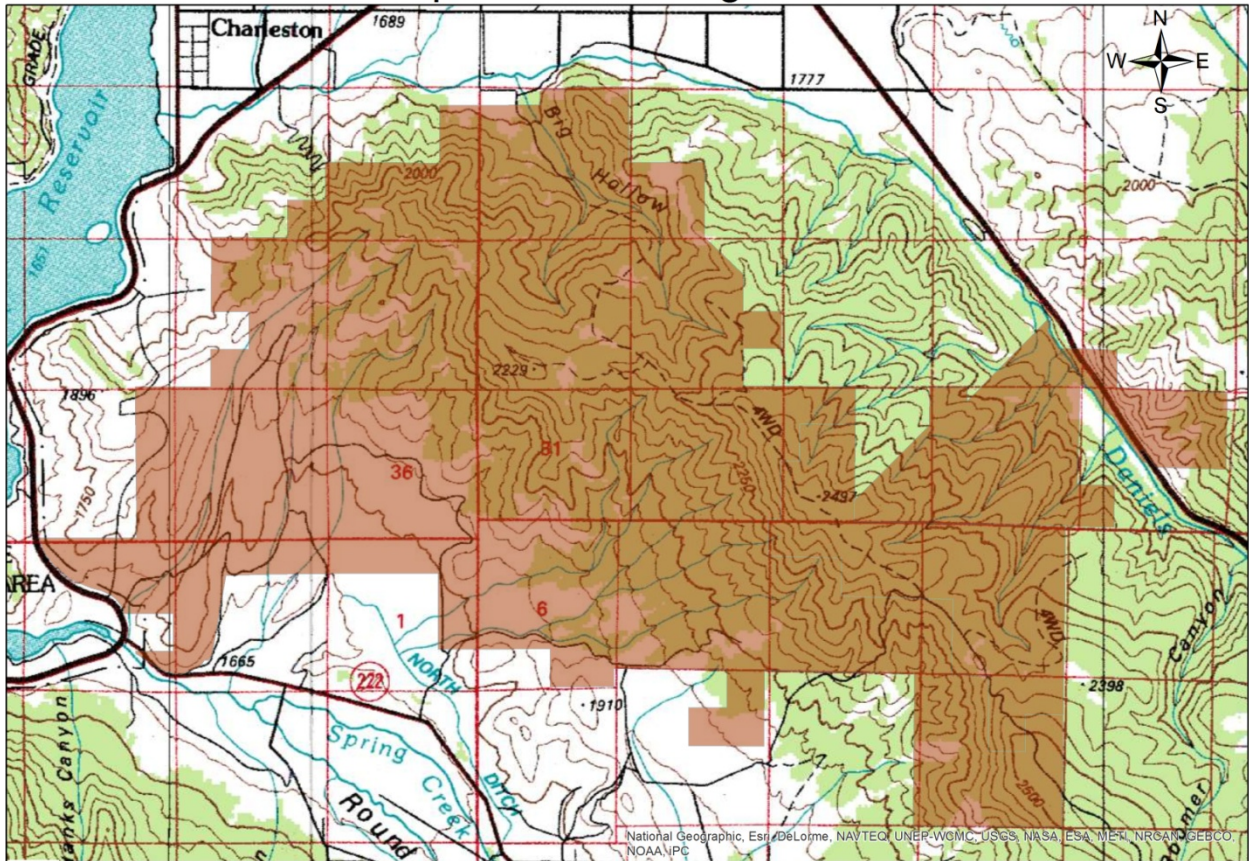 Charleston
1689
N
W E
S
GRADE
1777
Reservoir
Big
Hollow
2000
2000
1651
2229
1896
4WD
31
36
2250
2497
1750
Daniels
AREA
6
1
4WD
Canyon
1665
NORTH
222
2398
1910
Spring
Creek
DITCH
Canyon
2500
Round
National Geographic, Esri, DeLorme, NAVTEQ, UNEP-WCMC, USGS, NASA, ESA, METI, NRCAN, GEBCO,
NOAA, iPC